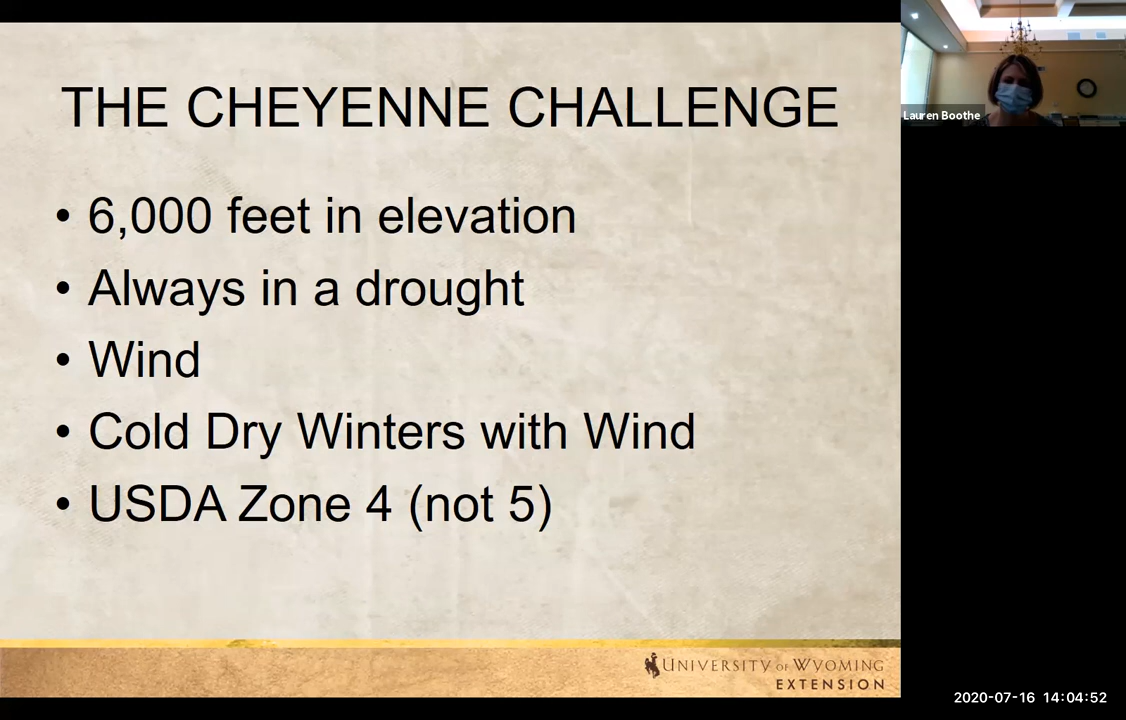 THE CHEYENNE CHALLENGE
• 6,000 feet in elevation
• Always in a drought
• Wind
• Cold Dry Winters with Wind
• USDA Zone 4 (not 5)
UNIVERSITY OF WYOMING
EXTENSION
Lauren Boothe
2020-07-16 14:04:52